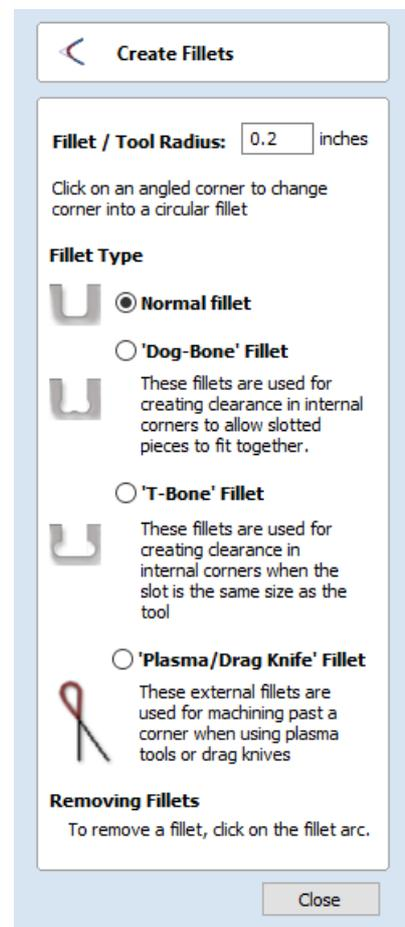 Create Fillets
Fillet / Tool Radius: 0.2 inches
Click on an angled corner to change
corner into a circular fillet
Fillet Type
Normal fillet
'Dog-Bone' Fillet
These fillets are used for
creating clearance in internal
corners to allow slotted
pieces to fit together.
'T-Bone' Fillet
These fillets are used for
creating clearance in
internal corners when the
slot is the same size as the
tool
'Plasma/Drag Knife' Fillet
These external fillets are
used for machining past a
corner when using plasma
tools or drag knives
Removing Fillets
To remove a fillet, click on the fillet arc.
Close